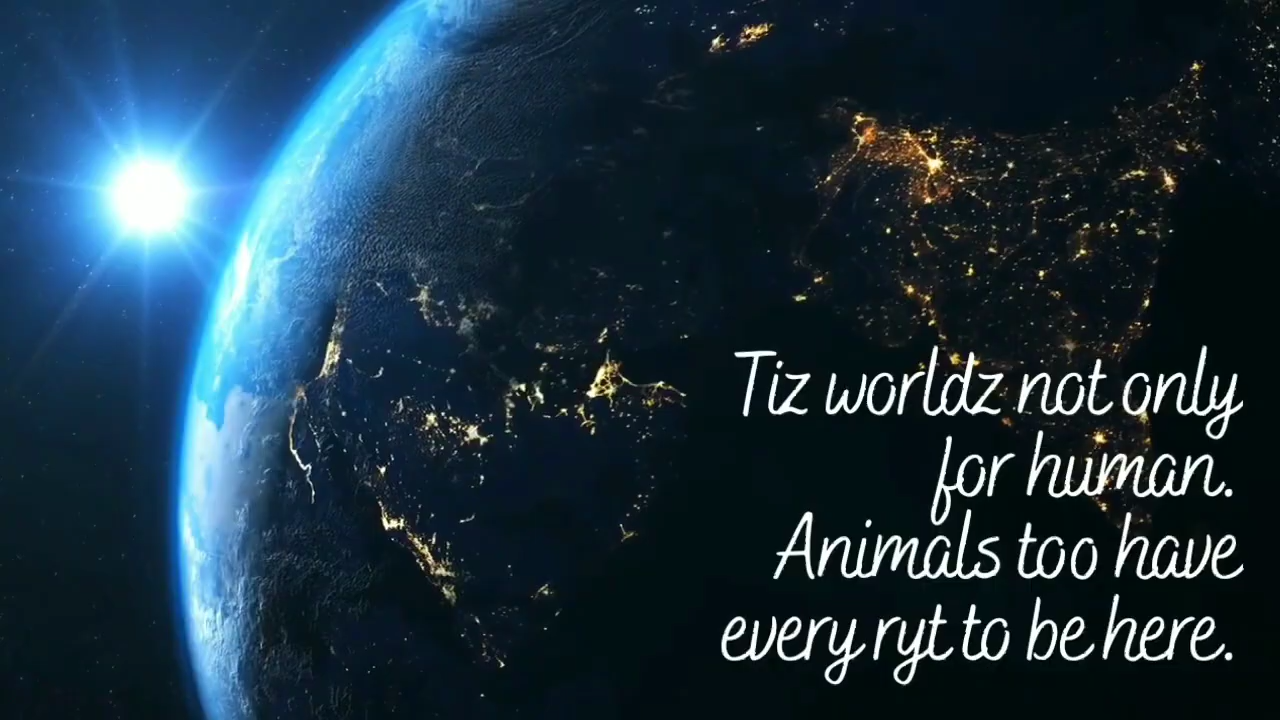 Tiz worldz not only
for human.
Animals too have
every ryt to be here.